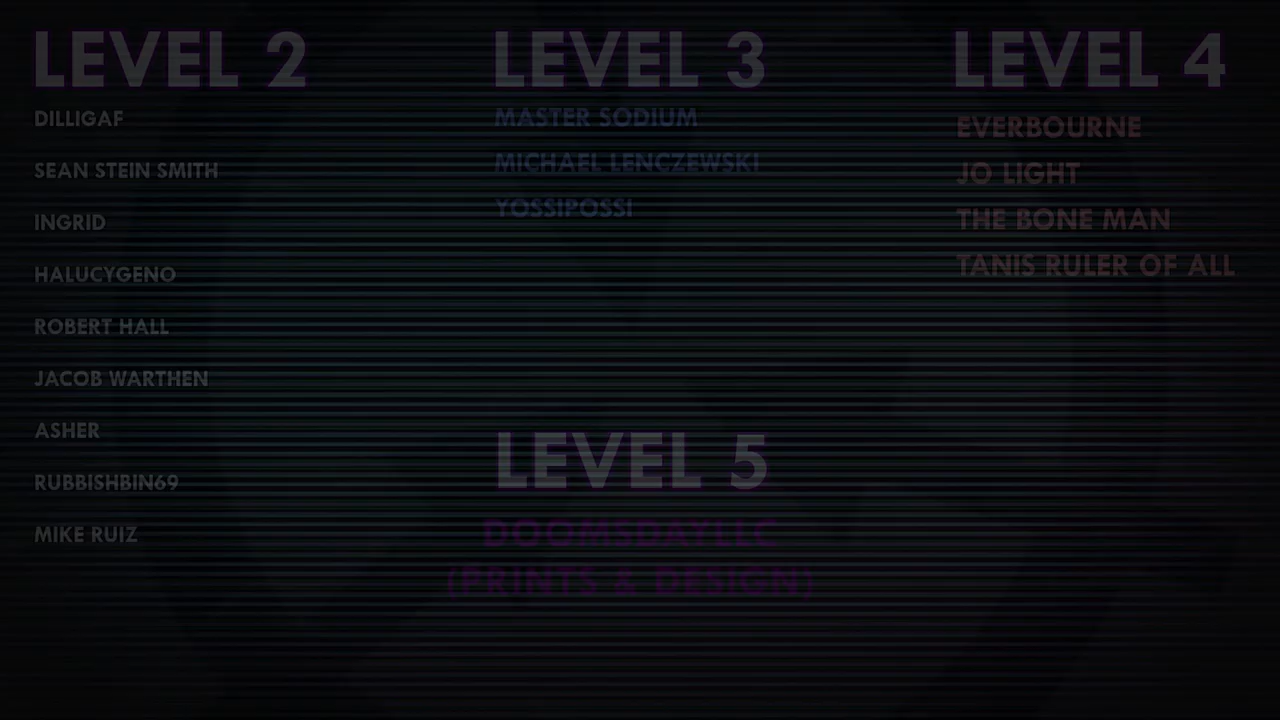 LEVEL 2
DILLIGAF
SEAN STEIN SMITH
INGRID
HALUCYGENO
ROBERT HALL
JACOB WARTHEN
ASHER
RUBBISHBIN69
MIKE RUIZ
LEVEL 3
MASTER SODIUM
MICHAEL LENCZEWSKI
YOSSIPOSSI
LEVEL 4
EVERBOURNE
JO LIGHT
THE BONE MAN
TANIS RULER OF ALL
LEVEL 5
DOOMSDAYLLC
(PRINTS & DESIGN)